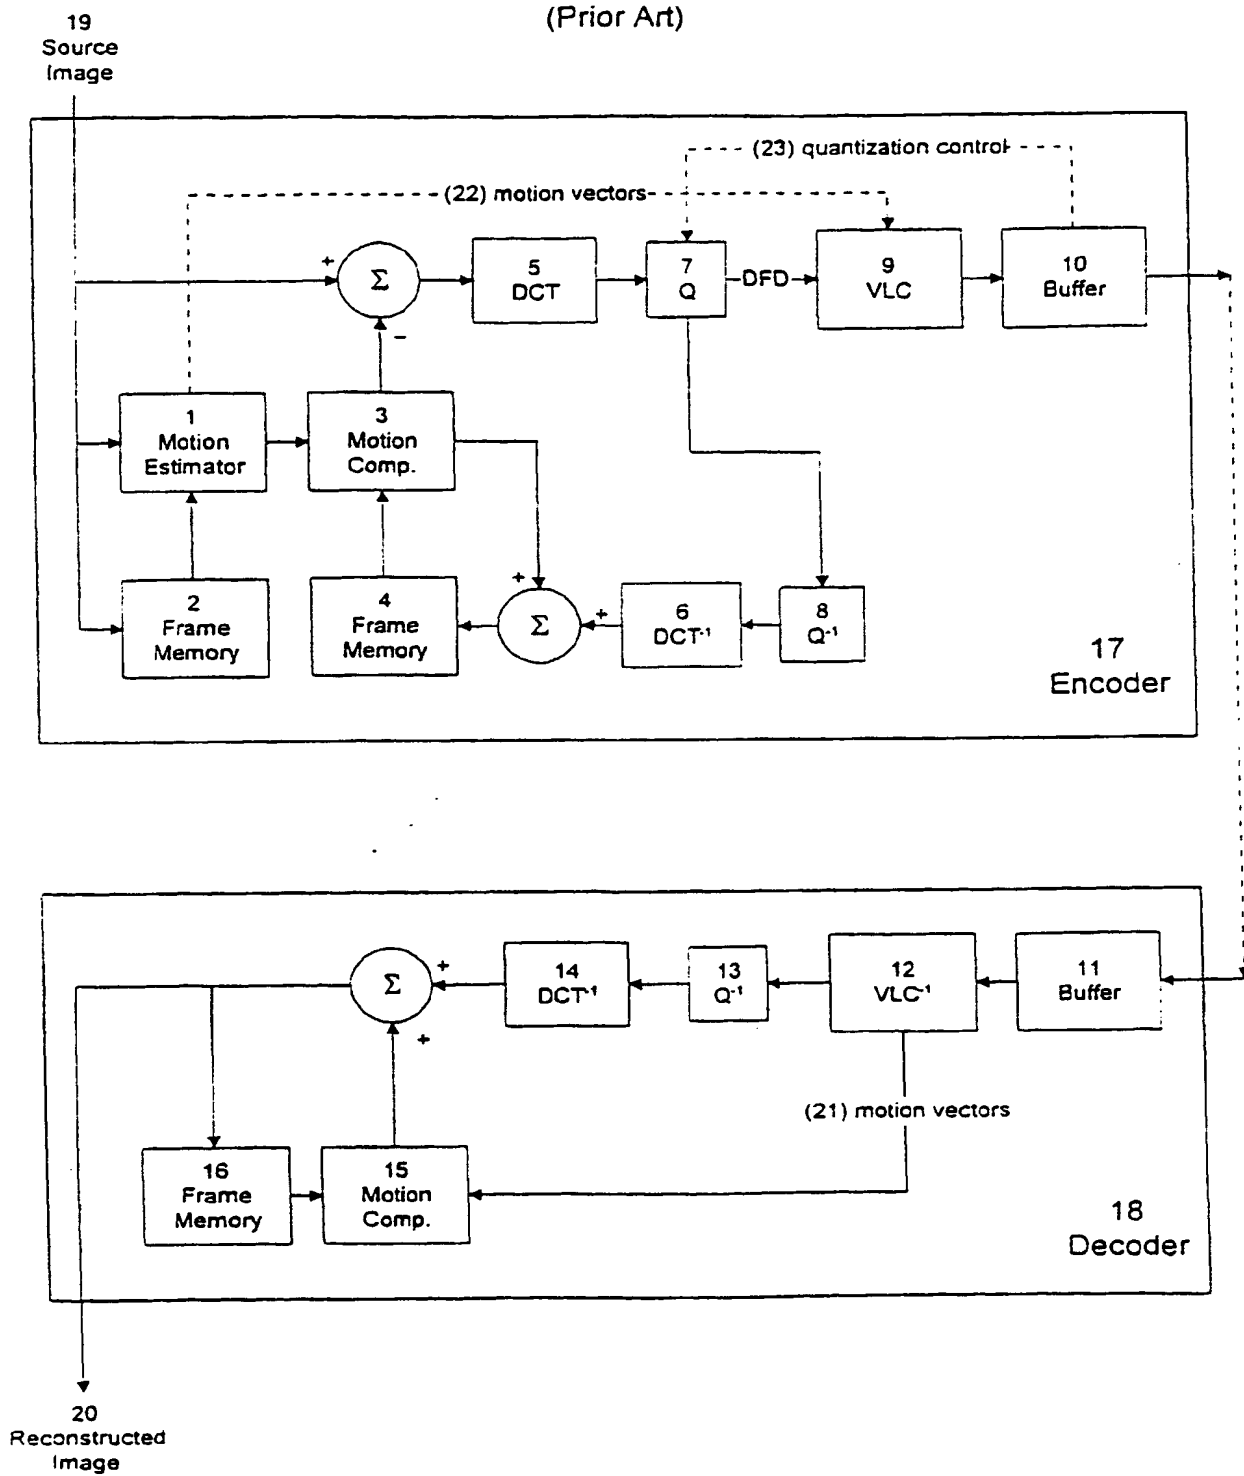 (Prior Art)
19
Source
Image
(23) quantization control
(22) motion vectors
+
Σ
5
DCT
7
Q
DFD
9
VLC
10
Buffer
−
1
Motion
Estimator
3
Motion
Comp.
2
Frame
Memory
4
Frame
Memory
+
Σ
+
6
DCT⁻¹
8
Q⁻¹
17
Encoder
Σ
+
14
DCT⁻¹
13
Q⁻¹
12
VLC⁻¹
11
Buffer
+
(21) motion vectors
16
Frame
Memory
15
Motion
Comp.
18
Decoder
20
Reconstructed
Image